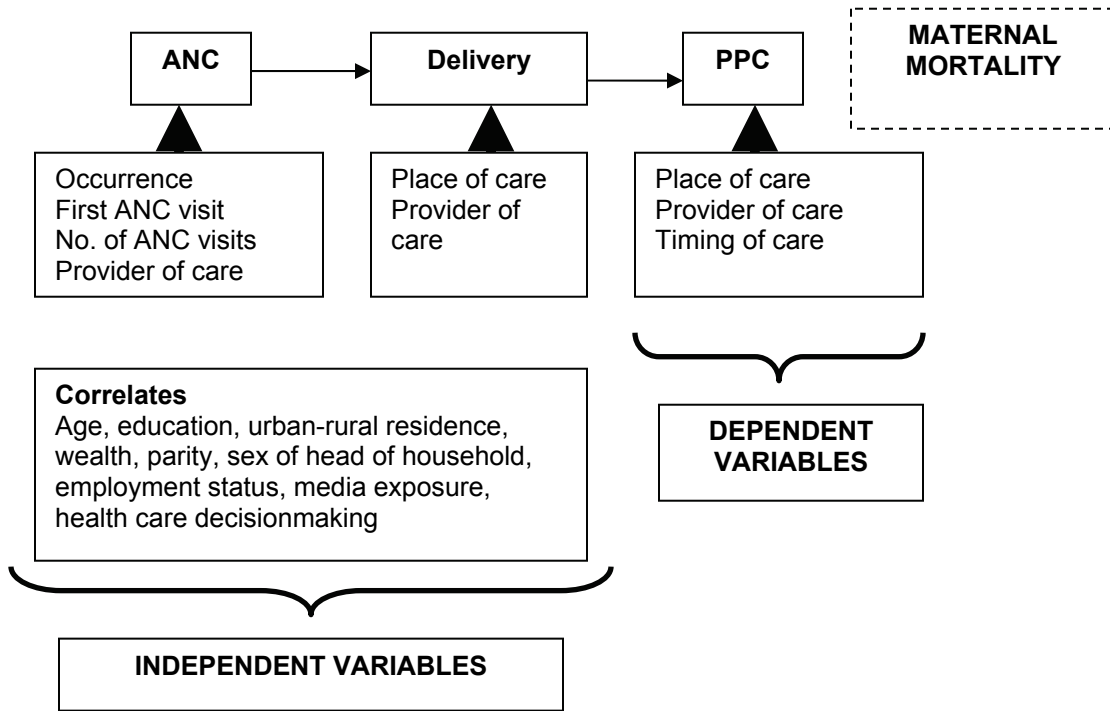 ANC
Delivery
PPC
MATERNAL
MORTALITY
Occurrence
First ANC visit
No. of ANC visits
Provider of care
Place of care
Provider of
care
Place of care
Provider of care
Timing of care
Correlates
Age, education, urban-rural residence,
wealth, parity, sex of head of household,
employment status, media exposure,
health care decisionmaking
DEPENDENT
VARIABLES
INDEPENDENT VARIABLES